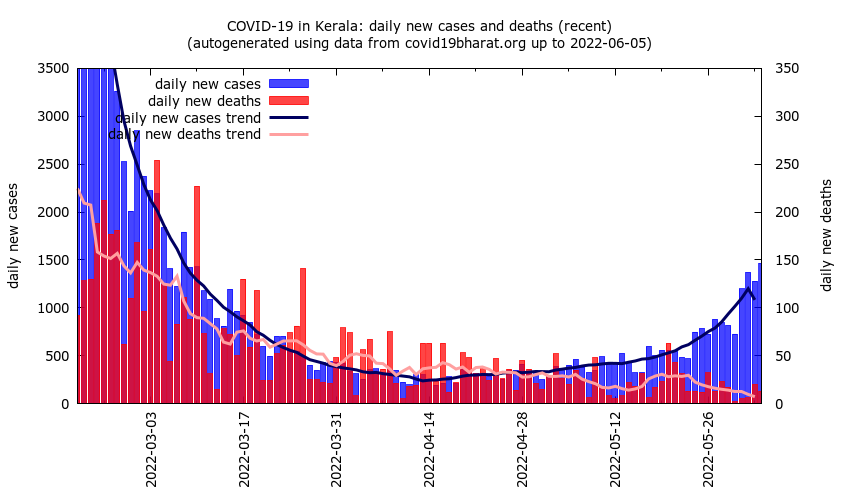 COVID-19 in Kerala: daily new cases and deaths (recent)
(autogenerated using data from covid19bharat.org up to 2022-06-05)
daily new cases
daily new deaths
daily new cases trend
daily new deaths trend
3500
3000
2500
2000
1500
1000
500
0
350
300
250
200
150
100
50
0
daily new cases
daily new deaths
2022-03-03
2022-03-17
2022-03-31
2022-04-14
2022-04-28
2022-05-12
2022-05-26